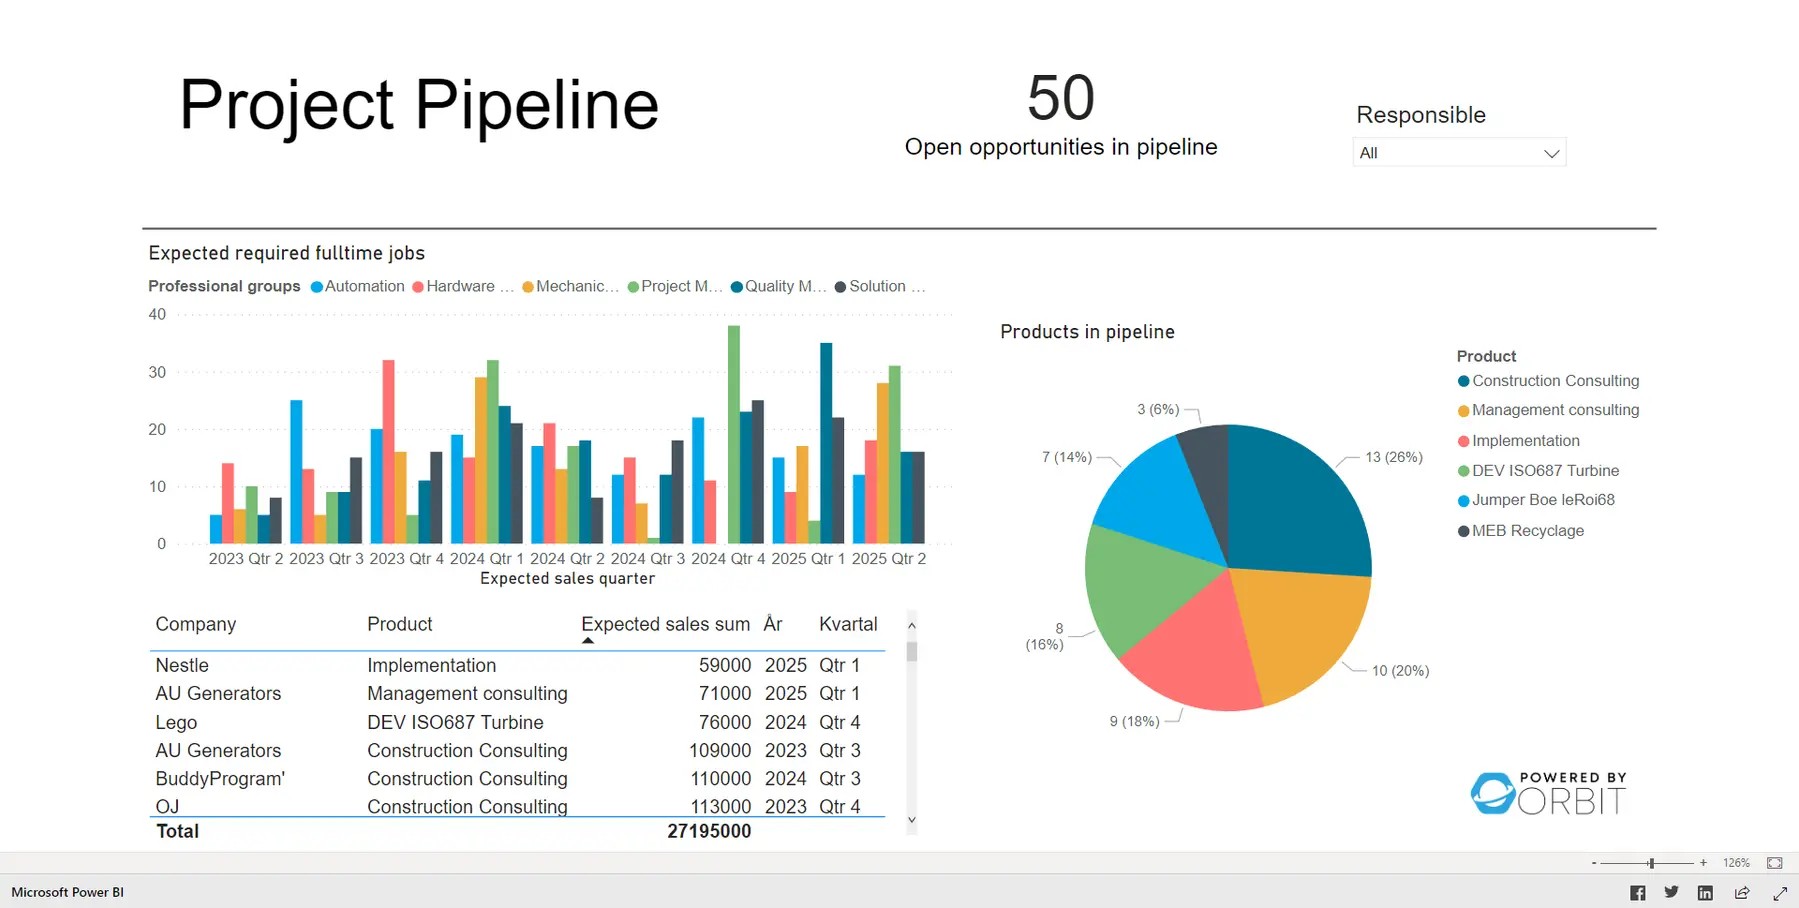 Project Pipeline
50
Open opportunities in pipeline
Responsible
All
Expected required fulltime jobs
Professional groups Automation Hardware ... Mechanic... Project M... Quality M... Solution ...
40
30
20
10
0
2023 Qtr 2 2023 Qtr 3 2023 Qtr 4 2024 Qtr 1 2024 Qtr 2 2024 Qtr 3 2024 Qtr 4 2025 Qtr 1 2025 Qtr 2
Expected sales quarter
Company Product Expected sales sum År Kvartal
Nestle Implementation 59000 2025 Qtr 1
AU Generators Management consulting 71000 2025 Qtr 1
Lego DEV ISO687 Turbine 76000 2024 Qtr 4
AU Generators Construction Consulting 109000 2023 Qtr 3
BuddyProgram' Construction Consulting 110000 2024 Qtr 3
OJ Construction Consulting 113000 2023 Qtr 4
Total 27195000
Products in pipeline
Product
Construction Consulting
Management consulting
Implementation
DEV ISO687 Turbine
Jumper Boe leRoi68
MEB Recyclage
3 (6%)
7 (14%)
13 (26%)
8
(16%)
10 (20%)
9 (18%)
POWERED BY
ORBIT
- + 126%
Microsoft Power BI